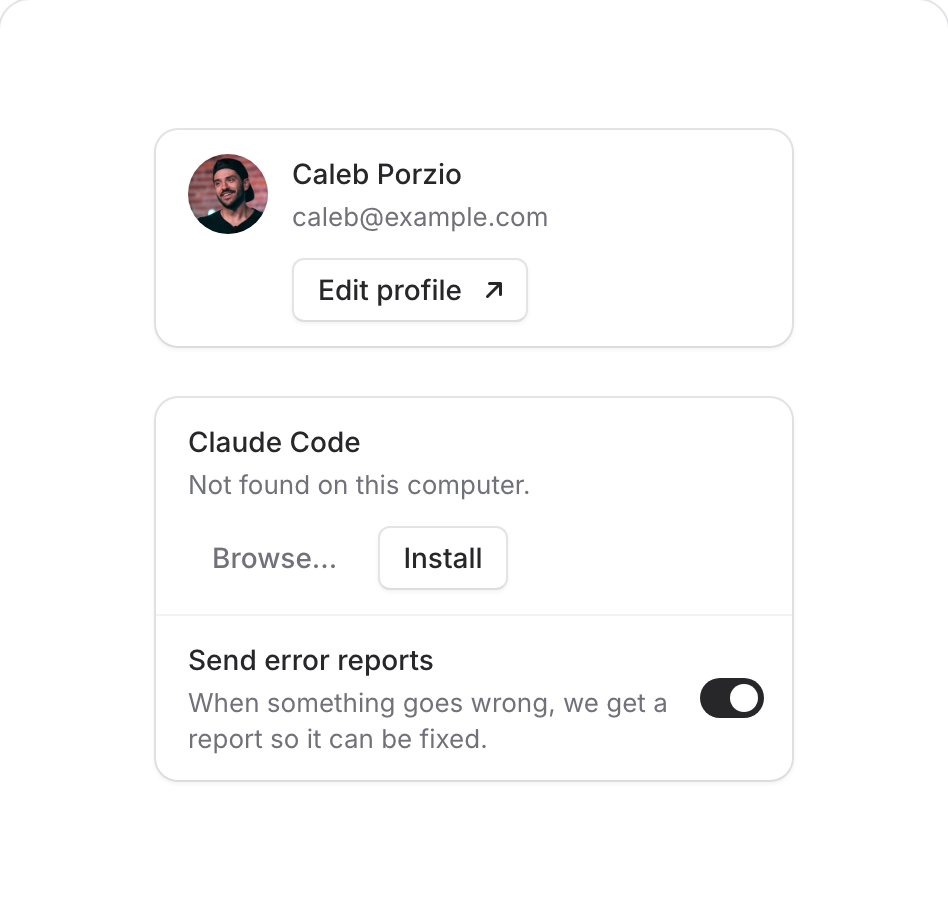 Caleb Porzio
caleb@example.com
Edit profile
Claude Code
Not found on this computer.
Browse...
Install
Send error reports
When something goes wrong, we get a
report so it can be fixed.